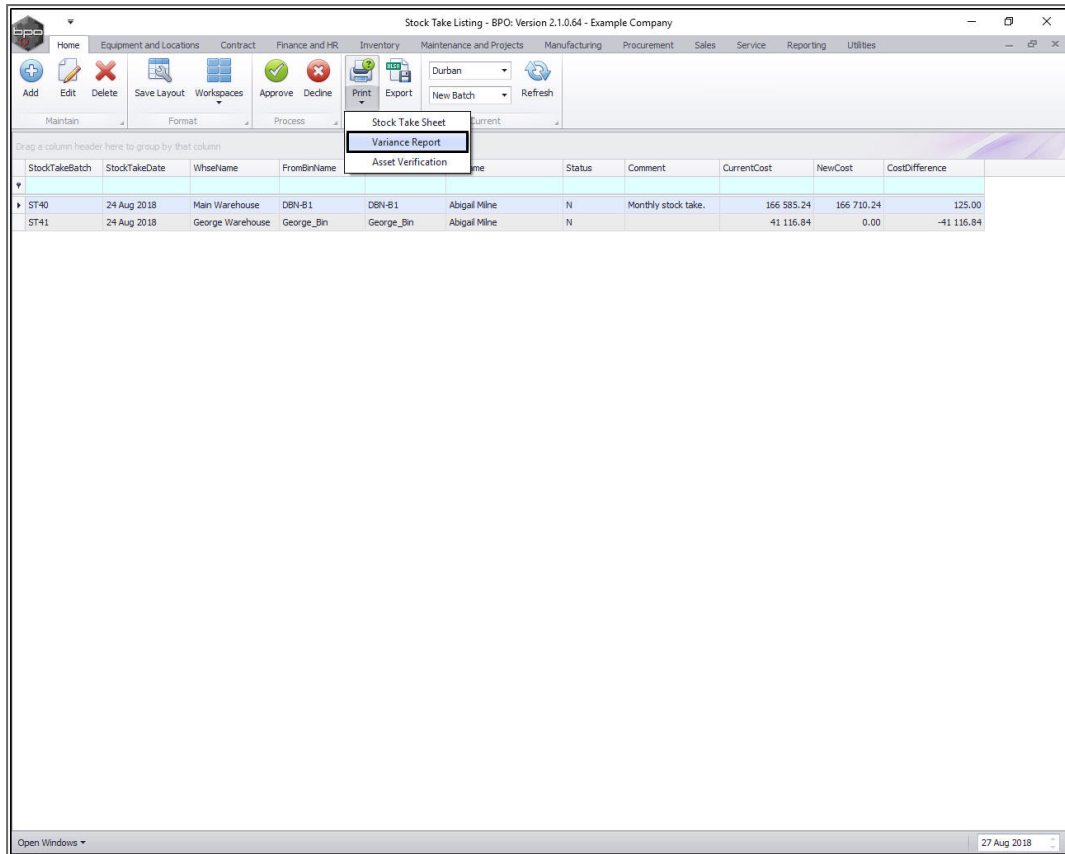 bpo
Stock Take Listing - BPO: Version 2.1.0.64 - Example Company
Home Equipment and Locations Contract Finance and HR Inventory Maintenance and Projects Manufacturing Procurement Sales Service Reporting Utilities
Add Edit Delete Save Layout Workspaces Approve Decline Print XLSX Export Durban New Batch Refresh
Maintain Format Process Current
Stock Take Sheet
Variance Report
Asset Verification
Drag a column header here to group by that column
StockTakeBatch StockTakeDate WhseName FromBinName Status Comment CurrentCost NewCost CostDifference
ST40 24 Aug 2018 Main Warehouse DBN-B1 DBN-B1 Abigail Milne N Monthly stock take. 166 585.24 166 710.24 125.00
ST41 24 Aug 2018 George Warehouse George_Bin George_Bin Abigail Milne N 41 116.84 0.00 -41 116.84
Open Windows 27 Aug 2018